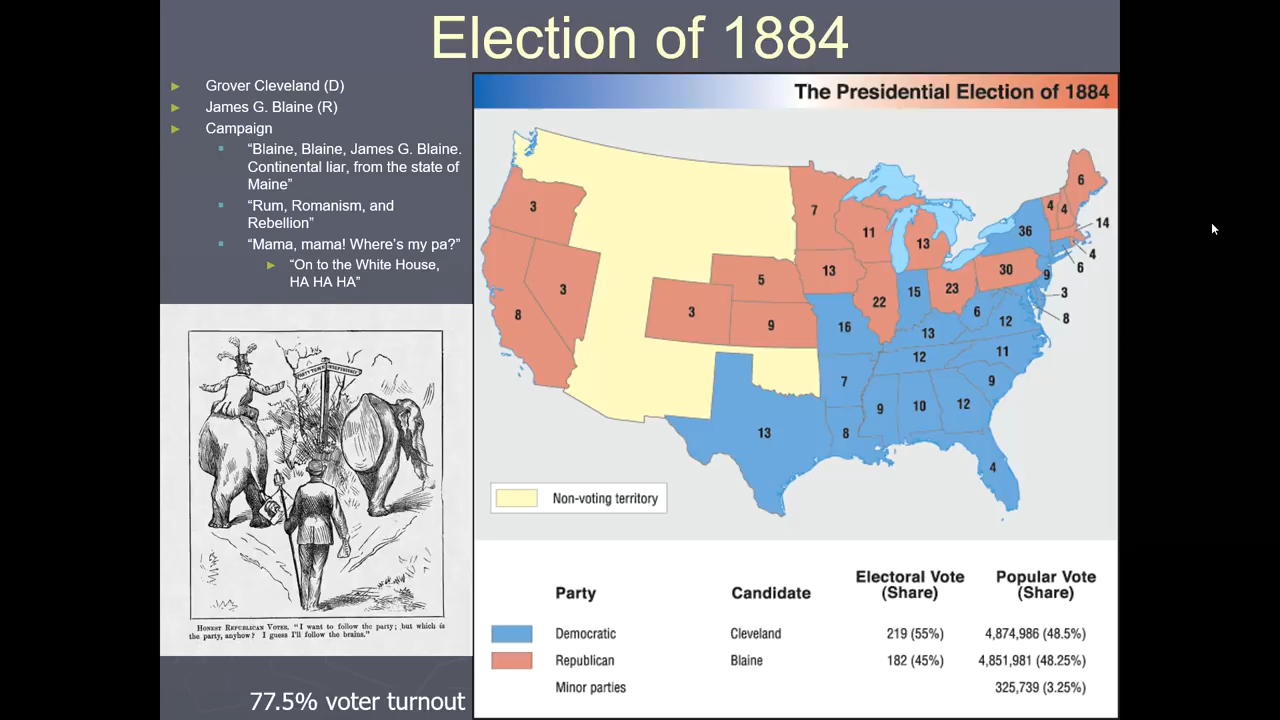 Election of 1884
Grover Cleveland (D)
James G. Blaine (R)
Campaign
“Blaine, Blaine, James G. Blaine.
Continental liar, from the state of
Maine”
“Rum, Romanism, and
Rebellion”
“Mama, mama! Where’s my pa?”
“On to the White House,
HA HA HA”
HONEST REPUBLICAN VOTER. "I want to follow the party; but which is
the party, anyhow? I guess I'll follow the brains."
77.5% voter turnout
The Presidential Election of 1884
3
8
3
3
5
9
7
13
11
22
13
15
23
30
36
6
4
4
14
4
6
9
3
8
6
12
13
16
12
11
7
9
9
10
12
8
13
4
Non-voting territory
Party
Candidate
Electoral Vote
(Share)
Popular Vote
(Share)
Democratic Cleveland 219 (55%) 4,874,986 (48.5%)
Republican Blaine 182 (45%) 4,851,981 (48.25%)
Minor parties 325,739 (3.25%)